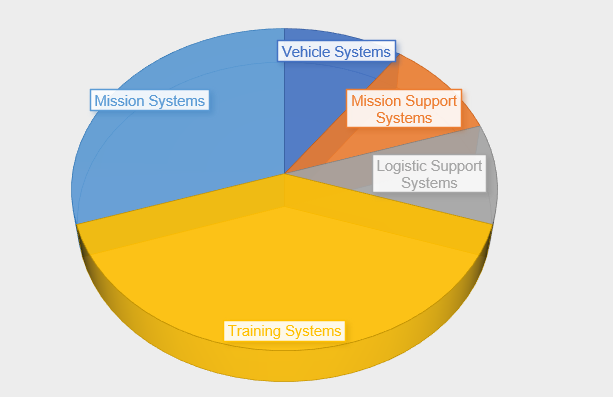 Vehicle Systems
Mission Systems
Mission Support
Systems
Logistic Support
Systems
Training Systems